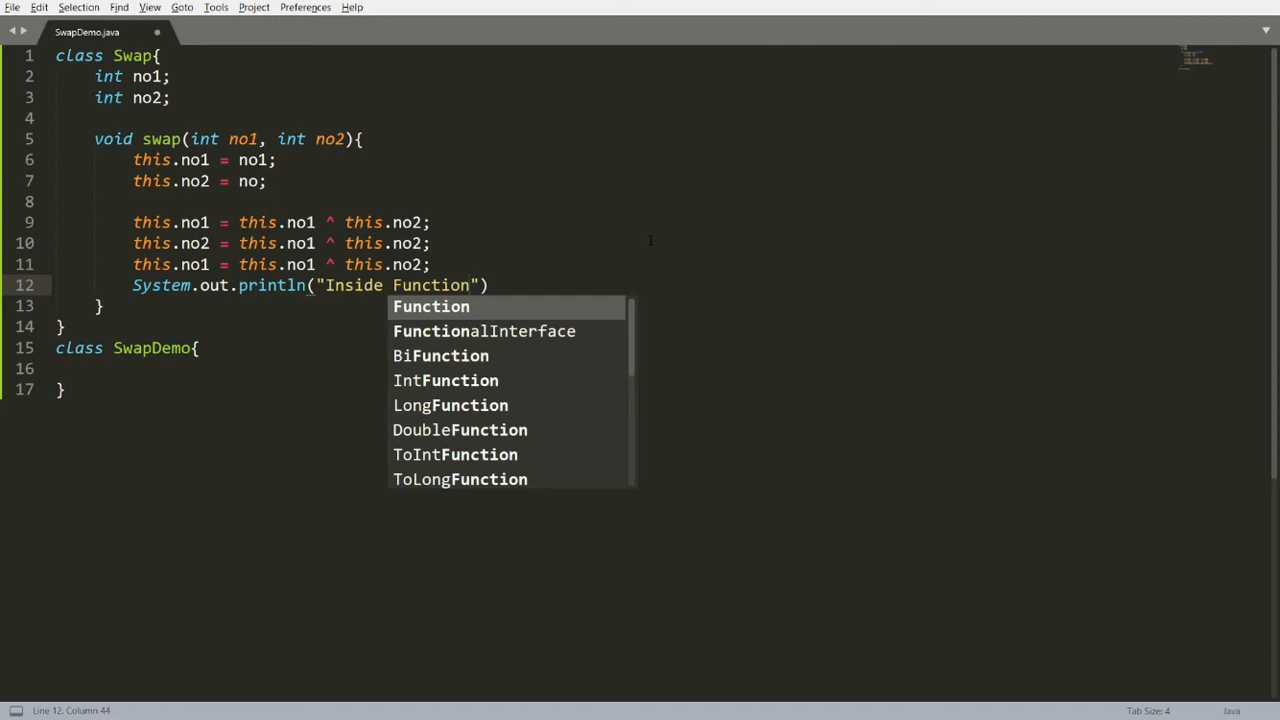 File Edit Selection Find View Goto Tools Project Preferences Help
SwapDemo.java
1 class Swap{
2 int no1;
3 int no2;
4
5 void swap(int no1, int no2){
6 this.no1 = no1;
7 this.no2 = no;
8
9 this.no1 = this.no1 ^ this.no2;
10 this.no2 = this.no1 ^ this.no2;
11 this.no1 = this.no1 ^ this.no2;
12 System.out.println("Inside Function")
13 }
Function
14 }
FunctionalInterface
15 class SwapDemo{
BiFunction
16
IntFunction
17 }
LongFunction
DoubleFunction
ToIntFunction
ToLongFunction
Line 12, Column 44 Tab Size: 4 Java